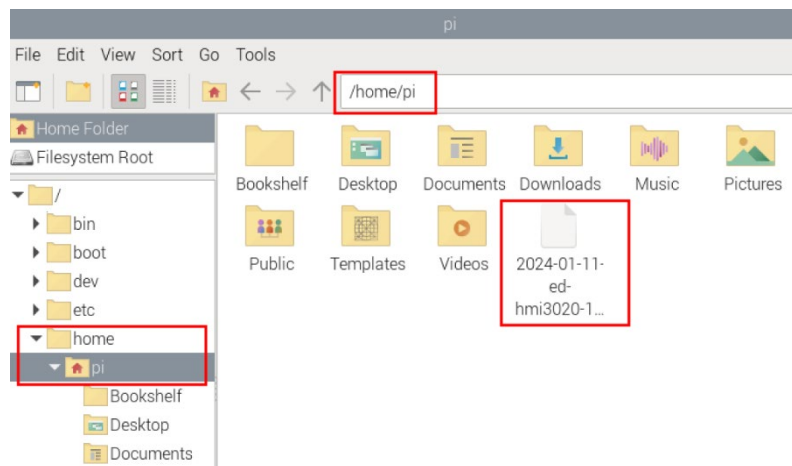 pi
File Edit View Sort Go Tools
/home/pi
Home Folder
Filesystem Root
/
bin
boot
dev
etc
home
pi
Bookshelf
Desktop
Documents
Bookshelf Desktop Documents Downloads Music Pictures
Public Templates Videos 2024-01-11-
ed-
hmi3020-1...